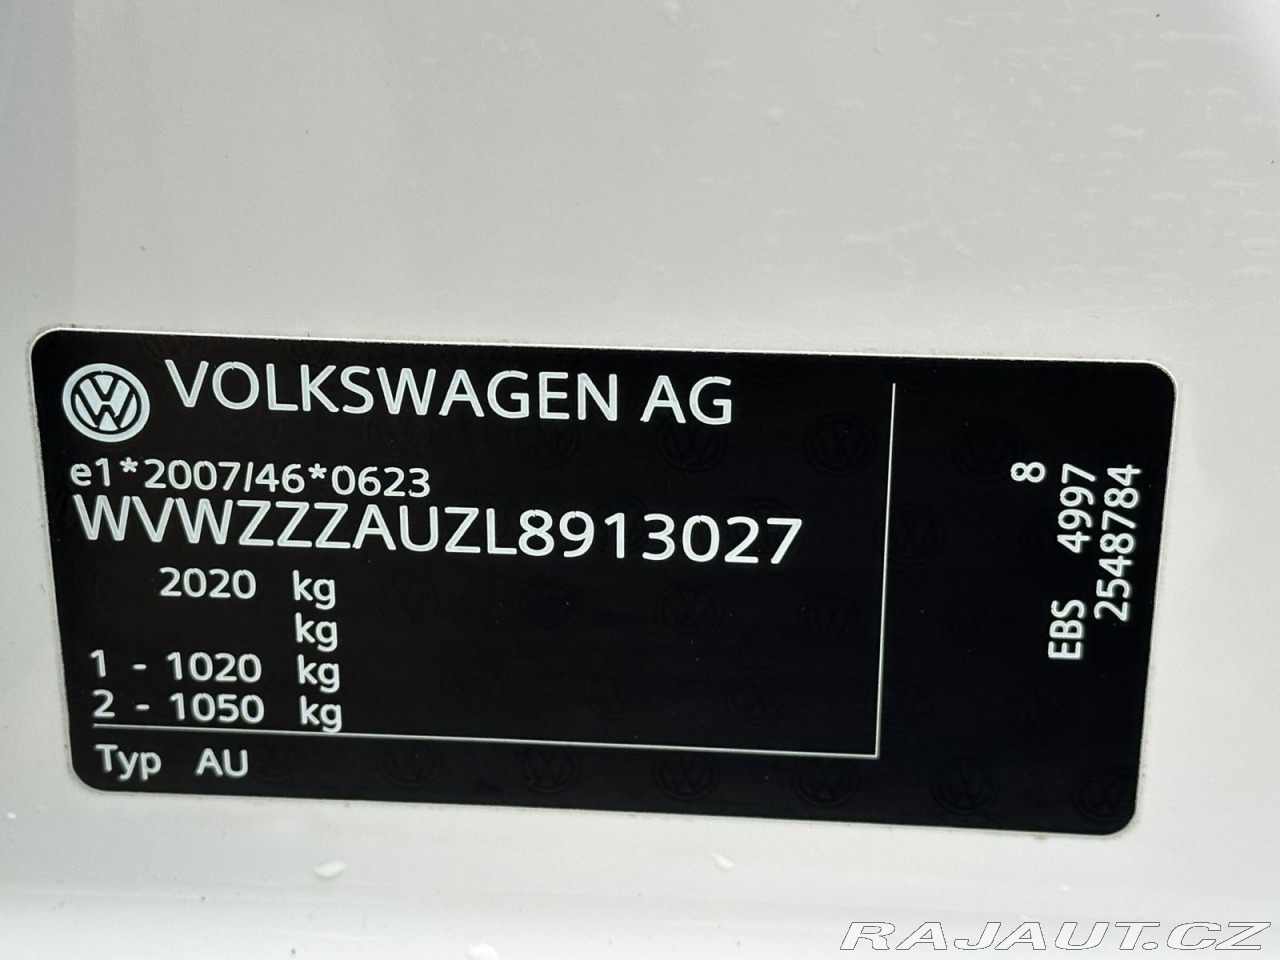 VOLKSWAGEN AG
e1*2007/46*0623
WVWZZZAUZL8913027
2020 kg
kg
1 - 1020 kg
2 - 1050 kg
Typ AU
8
EBS 4997
2548784
RAJAUT.CZ